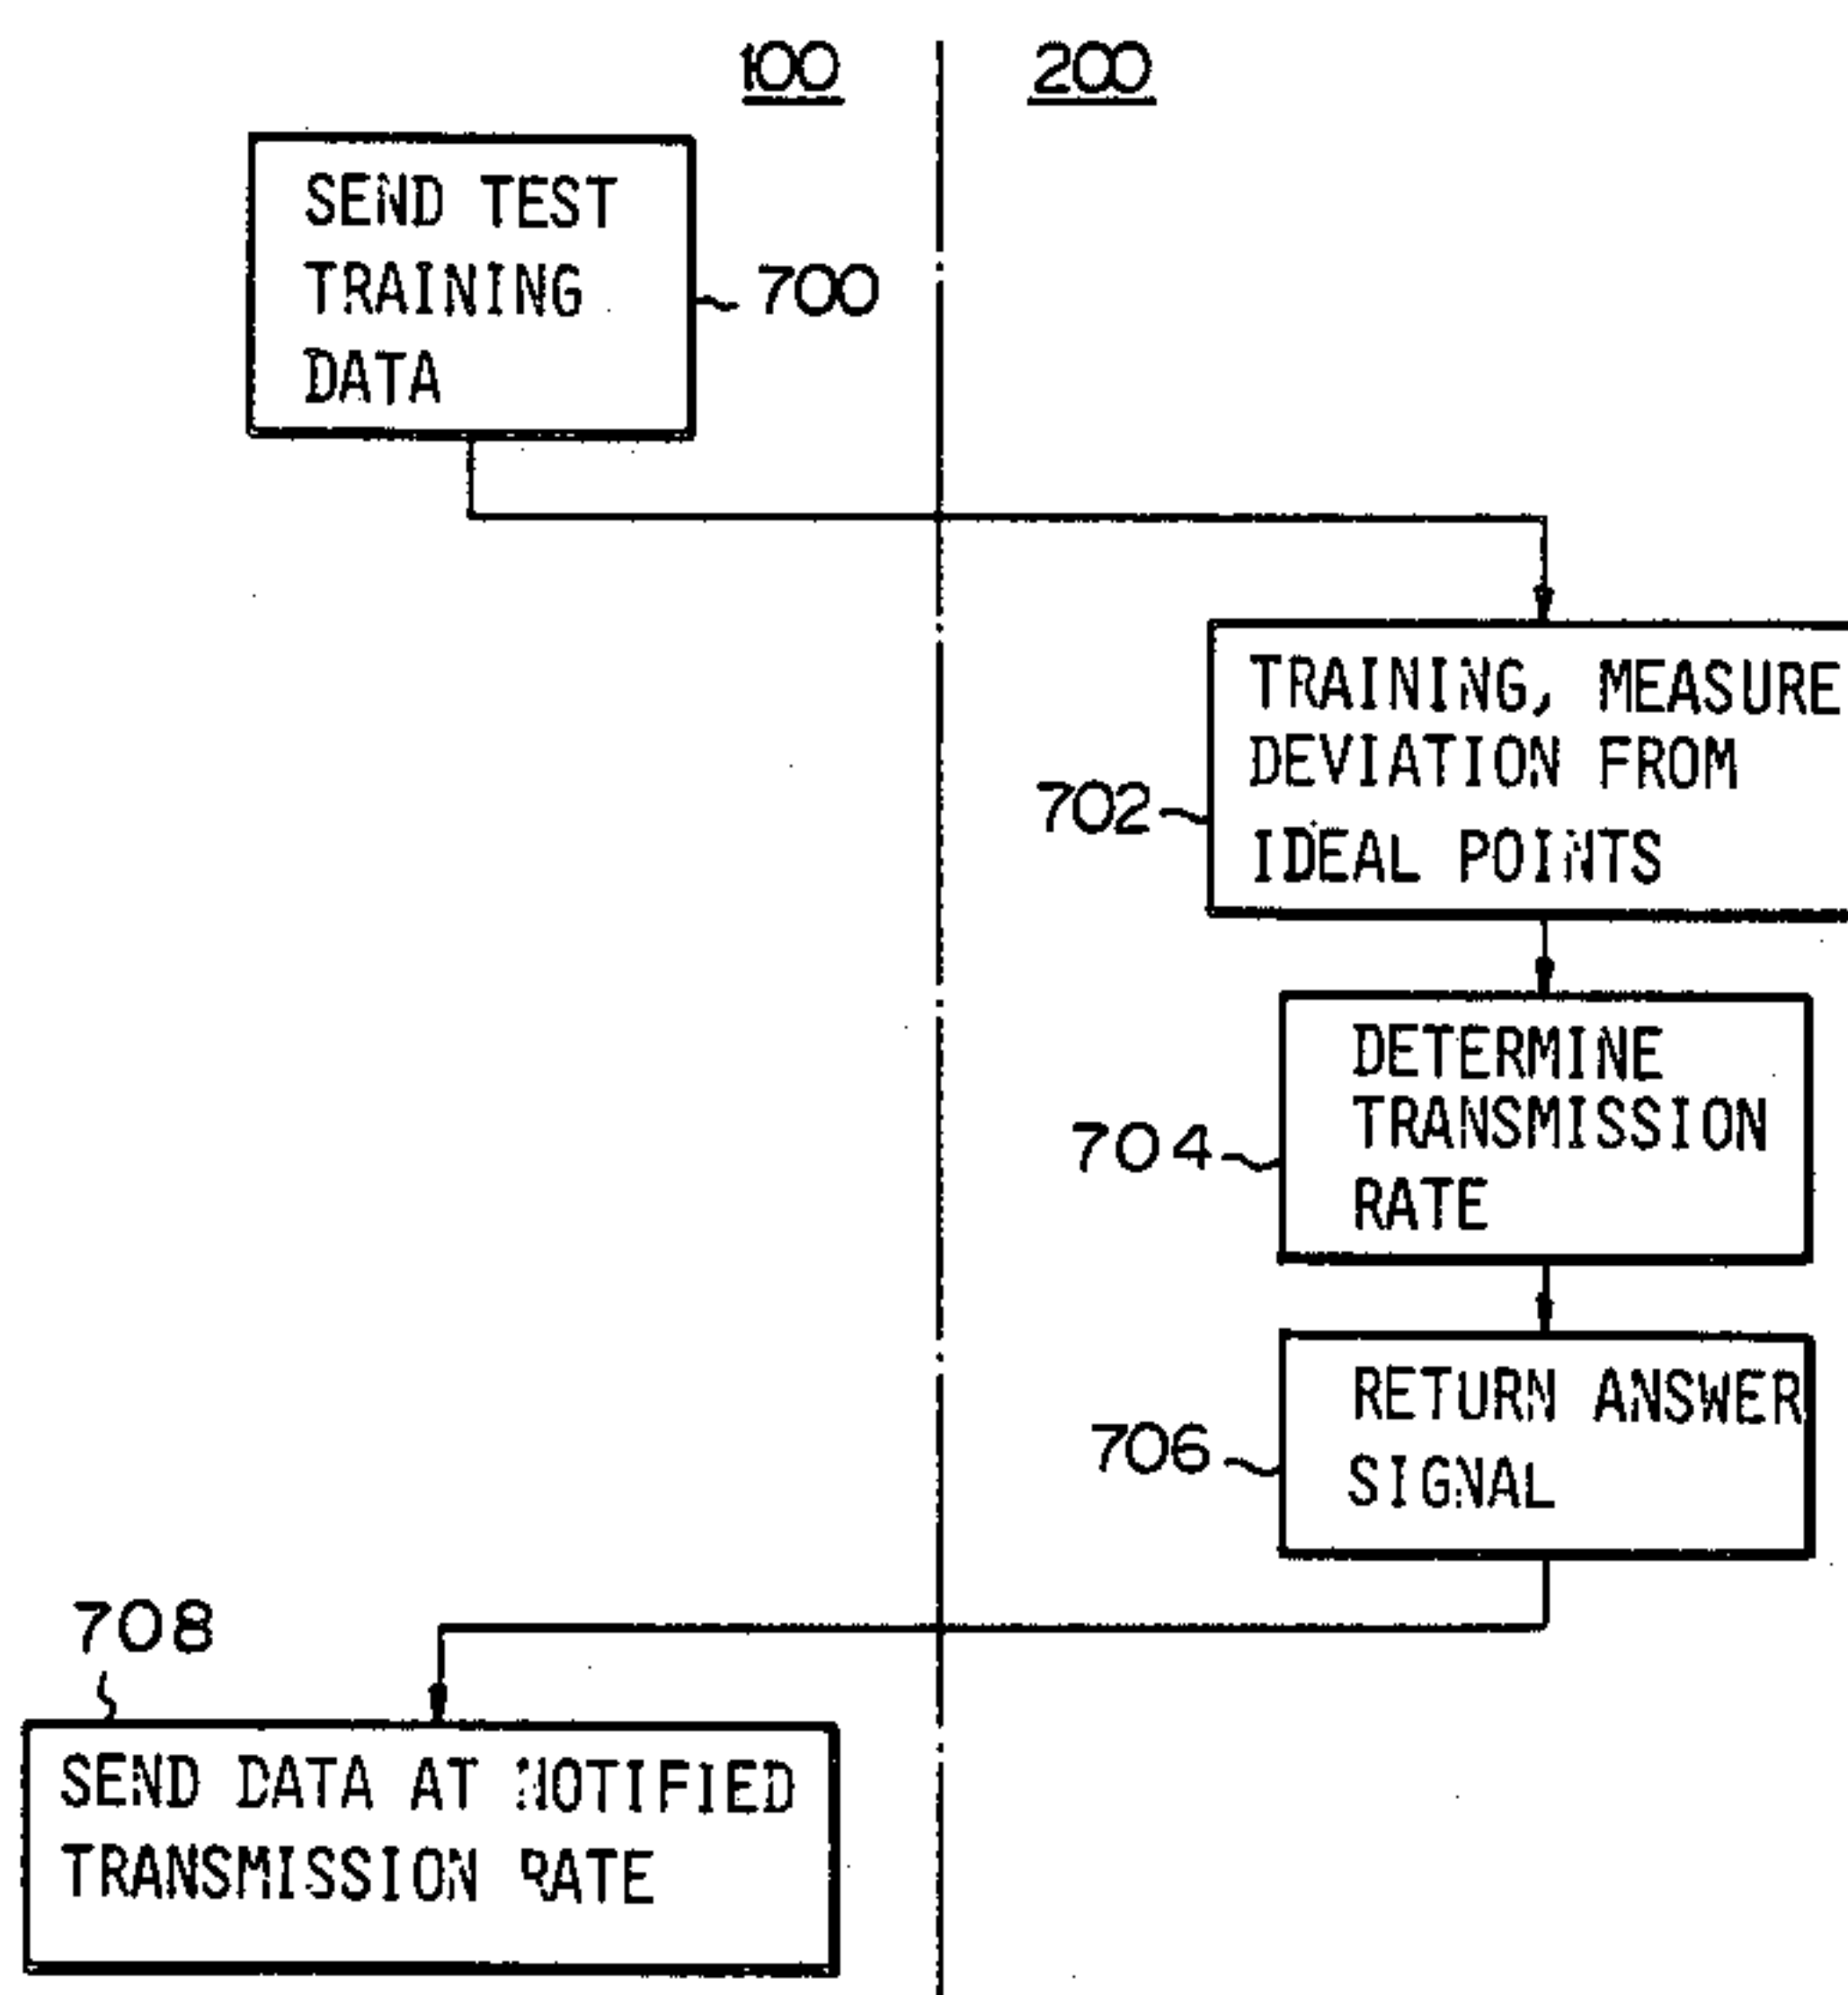 100
200
SEND TEST
TRAINING
DATA
700
TRAINING, MEASURE
DEVIATION FROM
IDEAL POINTS
702
DETERMINE
TRANSMISSION
RATE
704
RETURN ANSWER
SIGNAL
706
708
SEND DATA AT NOTIFIED
TRANSMISSION RATE